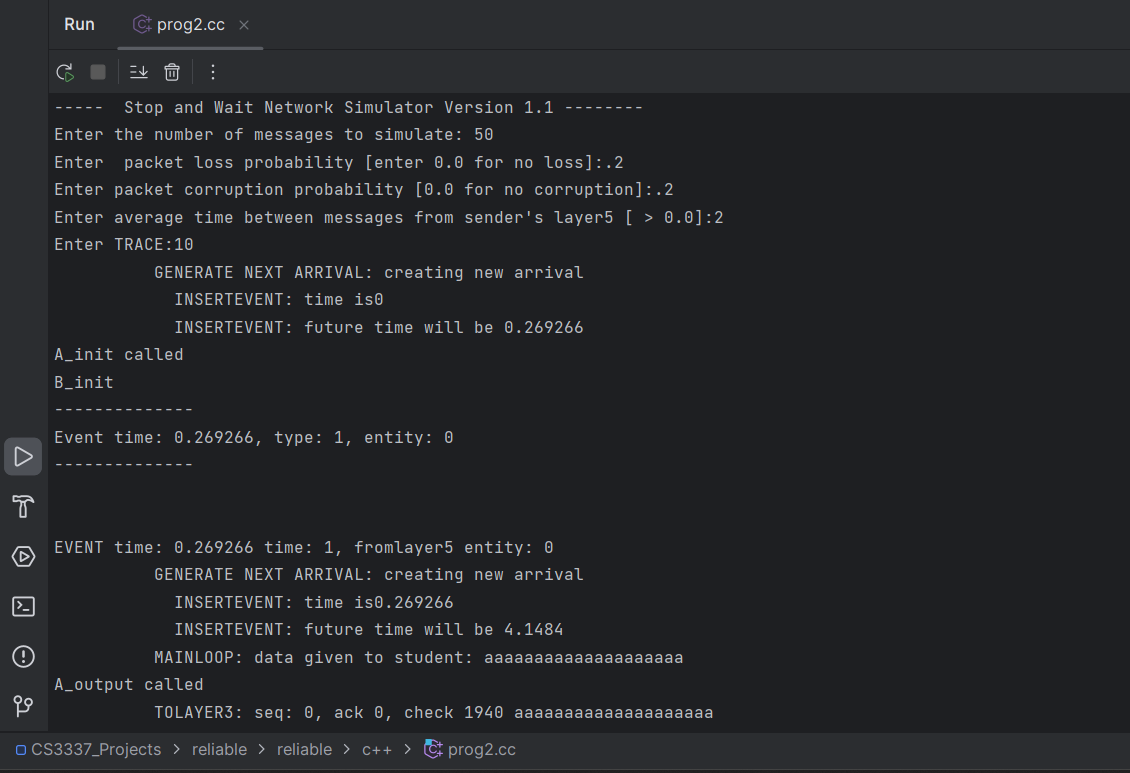 Run prog2.cc
-----  Stop and Wait Network Simulator Version 1.1 --------
Enter the number of messages to simulate: 50
Enter  packet loss probability [enter 0.0 for no loss]:.2
Enter packet corruption probability [0.0 for no corruption]:.2
Enter average time between messages from sender's layer5 [ > 0.0]:2
Enter TRACE:10
          GENERATE NEXT ARRIVAL: creating new arrival
            INSERTEVENT: time is0
            INSERTEVENT: future time will be 0.269266
A_init called
B_init
--------------
Event time: 0.269266, type: 1, entity: 0
--------------
EVENT time: 0.269266 time: 1, fromlayer5 entity: 0
          GENERATE NEXT ARRIVAL: creating new arrival
            INSERTEVENT: time is0.269266
            INSERTEVENT: future time will be 4.1484
          MAINLOOP: data given to student: aaaaaaaaaaaaaaaaaaaa
A_output called
          TOLAYER3: seq: 0, ack 0, check 1940 aaaaaaaaaaaaaaaaaaaa
CS3337_Projects > reliable > reliable > c++ > prog2.cc